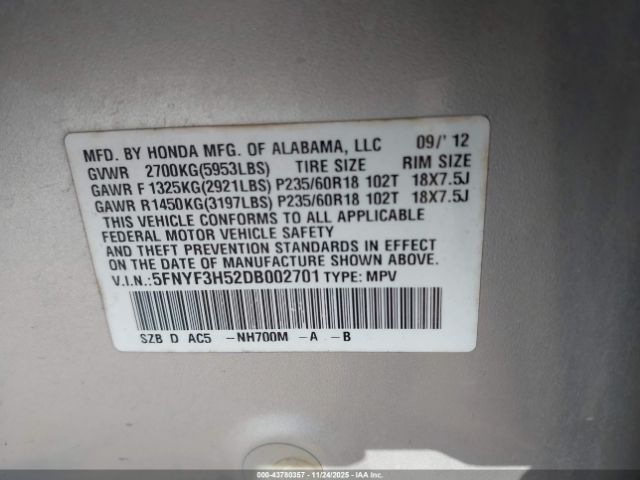 MFD. BY HONDA MFG. OF ALABAMA, LLC 09/' 12
GVWR 2700KG(5953LBS) TIRE SIZE RIM SIZE
GAWR F 1325KG(2921LBS) P235/60R18 102T 18X7.5J
GAWR R1450KG(3197LBS) P235/60R18 102T 18X7.5J
THIS VEHICLE CONFORMS TO ALL APPLICABLE
FEDERAL MOTOR VEHICLE SAFETY
AND THEFT PREVENTION STANDARDS IN EFFECT
ON THE DATE OF MANUFACTURE SHOWN ABOVE.
V.I.N.:5FNYF3H52DB002701 TYPE: MPV
SZB D AC5 -NH700M -A -B
000-43780357 - 11/24/2025 - IAAI.COM